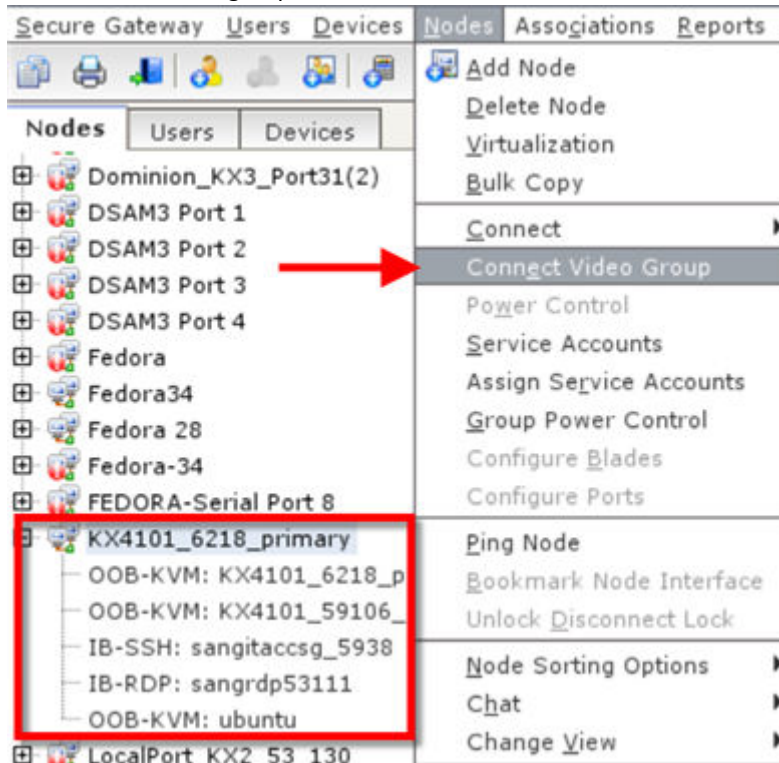 Secure Gateway Users Devices Nodes Associations Reports
Nodes Users Devices
Dominion_KX3_Port31(2)
DSAM3 Port 1
DSAM3 Port 2
DSAM3 Port 3
DSAM3 Port 4
Fedora
Fedora34
Fedora 28
Fedora-34
FEDORA-Serial Port 8
KX4101_6218_primary
OOB-KVM: KX4101_6218_p
OOB-KVM: KX4101_59106_
IB-SSH: sangitaccsg_5938
IB-RDP: sangrdp53111
OOB-KVM: ubuntu
LocalPort_KX2_53_130
Add Node
Delete Node
Virtualization
Bulk Copy
Connect
Connect Video Group
Power Control
Service Accounts
Assign Service Accounts
Group Power Control
Configure Blades
Configure Ports
Ping Node
Bookmark Node Interface
Unlock Disconnect Lock
Node Sorting Options
Chat
Change View